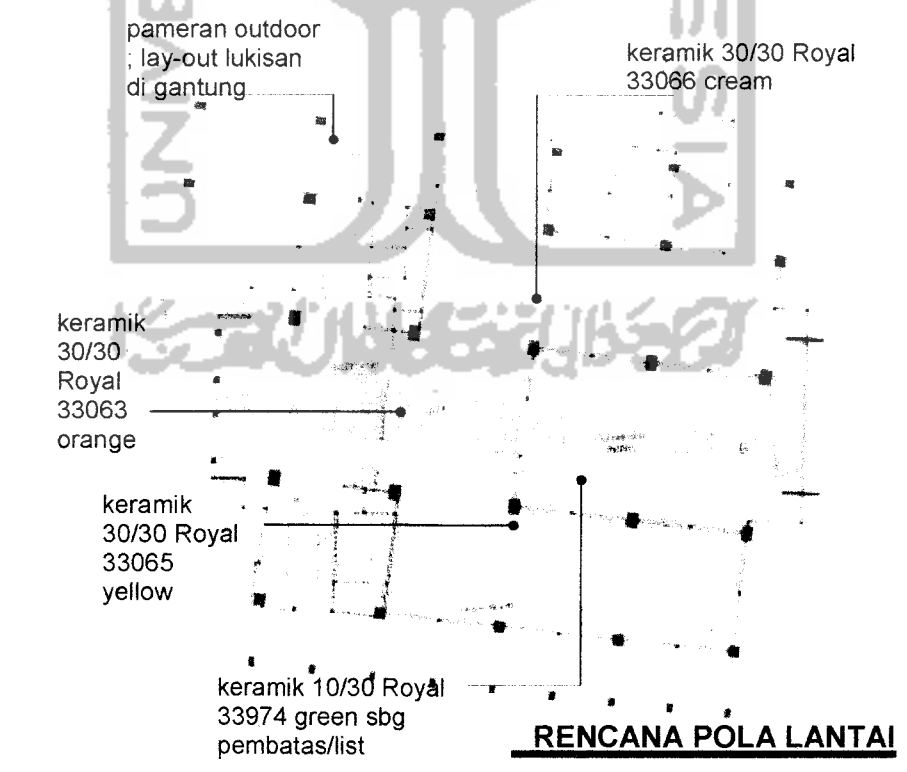 pameran outdoor
; lay-out lukisan
di gantung
keramik 30/30 Royal
33066 cream
keramik
30/30
Royal
33063
orange
keramik
30/30 Royal
33065
yellow
keramik 10/30 Royal
33974 green sbg
pembatas/list
RENCANA POLA LANTAI